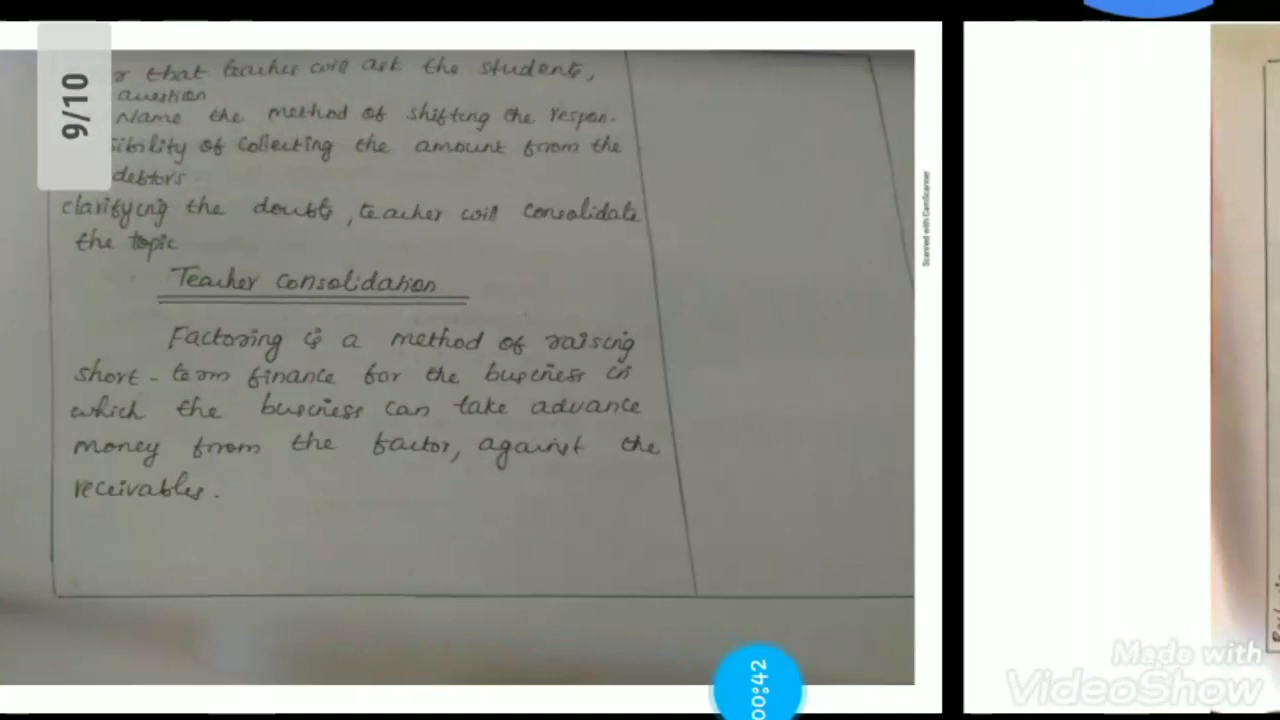 9/10
that teacher will ask the students,
question
Name the method of shifting the respon-
sibility of collecting the amount from the
debtors.
clarifying the doubts, teacher will consolidate
the topic
Teacher consolidation
Factoring is a method of raising
short-term finance for the business in
which the business can take advance
money from the factor, against the
receivables.
Scanned with CamScanner
00:42
Made with
VideoShow